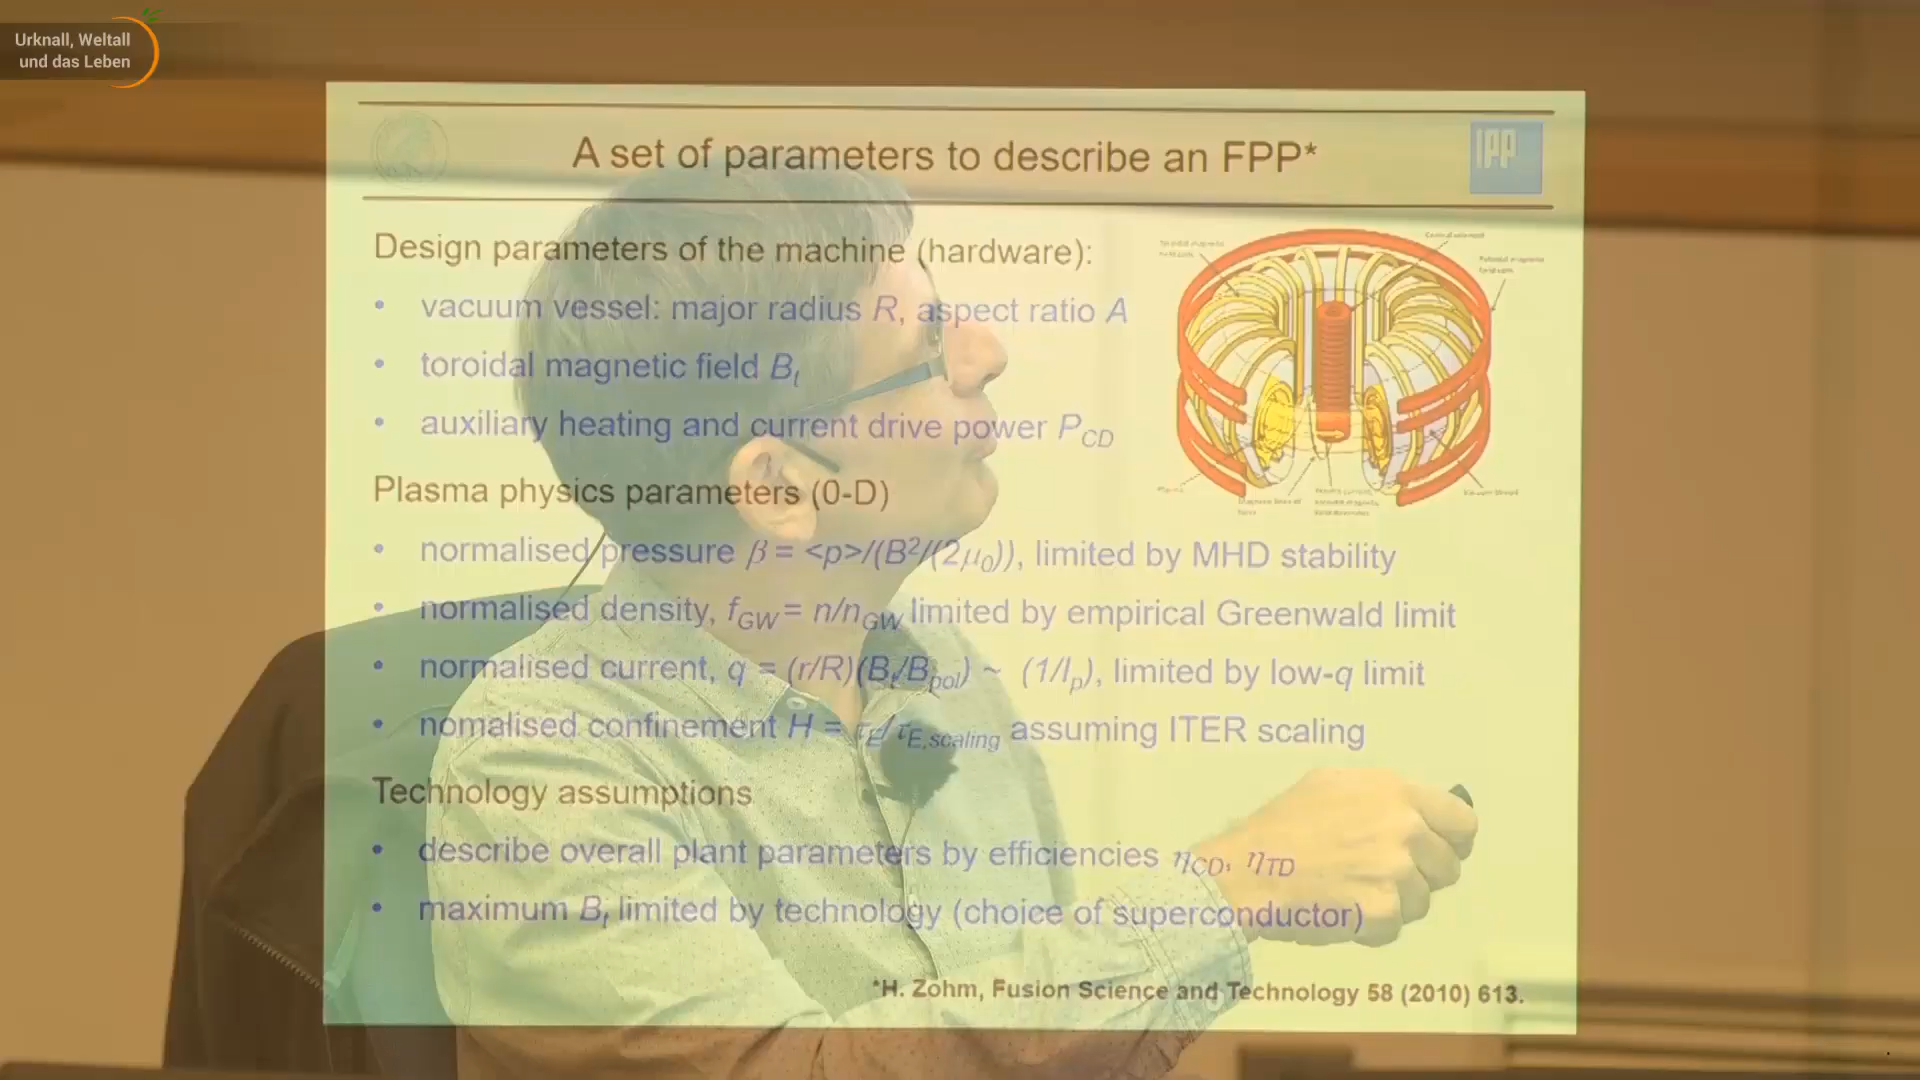 Urknall, Weltall
und das Leben
A set of parameters to describe an FPP*
IPP
Design parameters of the machine (hardware):
• vacuum vessel: major radius R, aspect ratio A
• toroidal magnetic field Bt
• auxiliary heating and current drive power PCD
Plasma physics parameters (0-D)
• normalised pressure β = <p>/(B²/(2μ0)), limited by MHD stability
• normalised density, fGW = n/nGW limited by empirical Greenwald limit
• normalised current, q = (r/R)(Bt/Bpol) ~ (1/Ip), limited by low-q limit
• nomalised confinement H = τE/τE,scaling assuming ITER scaling
Technology assumptions
• describe overall plant parameters by efficiencies ηCD, ηTD
• maximum Bt limited by technology (choice of superconductor)
*H. Zohm, Fusion Science and Technology 58 (2010) 613.